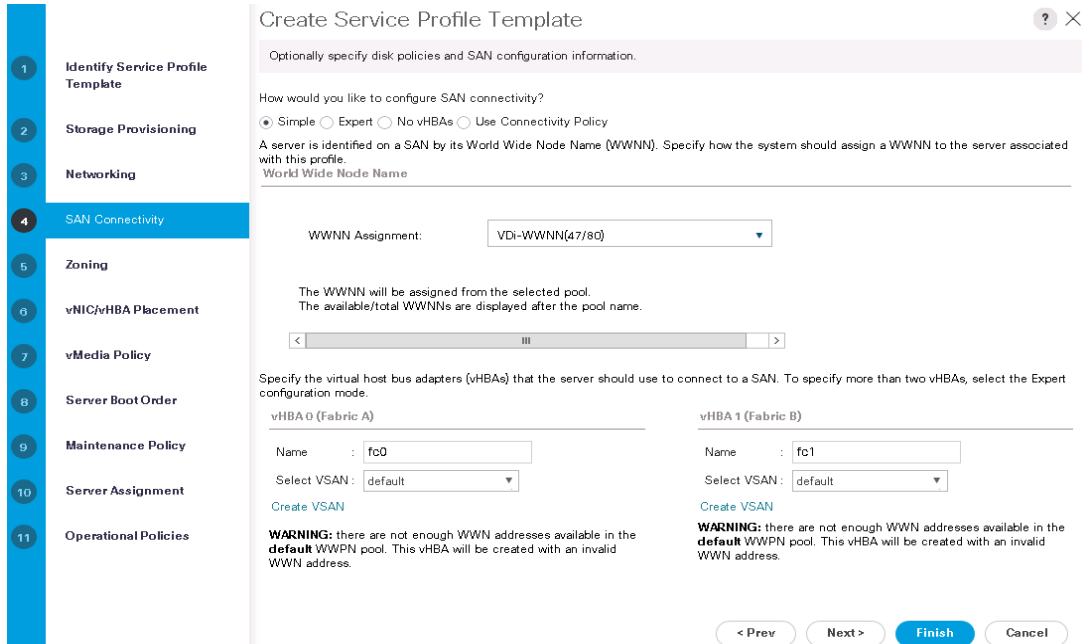 Create Service Profile Template
? ×
Optionally specify disk policies and SAN configuration information.
1
Identify Service Profile
Template
2
Storage Provisioning
3
Networking
4
SAN Connectivity
5
Zoning
6
vNIC/vHBA Placement
7
vMedia Policy
8
Server Boot Order
9
Maintenance Policy
10
Server Assignment
11
Operational Policies
How would you like to configure SAN connectivity?
Simple Expert No vHBAs Use Connectivity Policy
A server is identified on a SAN by its World Wide Node Name (WWNN). Specify how the system should assign a WWNN to the server associated
with this profile.
World Wide Node Name
WWNN Assignment: VDi-WWNN(47/80)
The WWNN will be assigned from the selected pool.
The available/total WWNNs are displayed after the pool name.
Specify the virtual host bus adapters (vHBAs) that the server should use to connect to a SAN. To specify more than two vHBAs, select the Expert
configuration mode.
vHBA 0 (Fabric A)
Name : fc0
Select VSAN : default
Create VSAN
WARNING: there are not enough WWN addresses available in the
default WWPN pool. This vHBA will be created with an invalid
WWN address.
vHBA 1 (Fabric B)
Name : fc1
Select VSAN : default
Create VSAN
WARNING: there are not enough WWN addresses available in the
default WWPN pool. This vHBA will be created with an invalid
WWN address.
< Prev Next > Finish Cancel